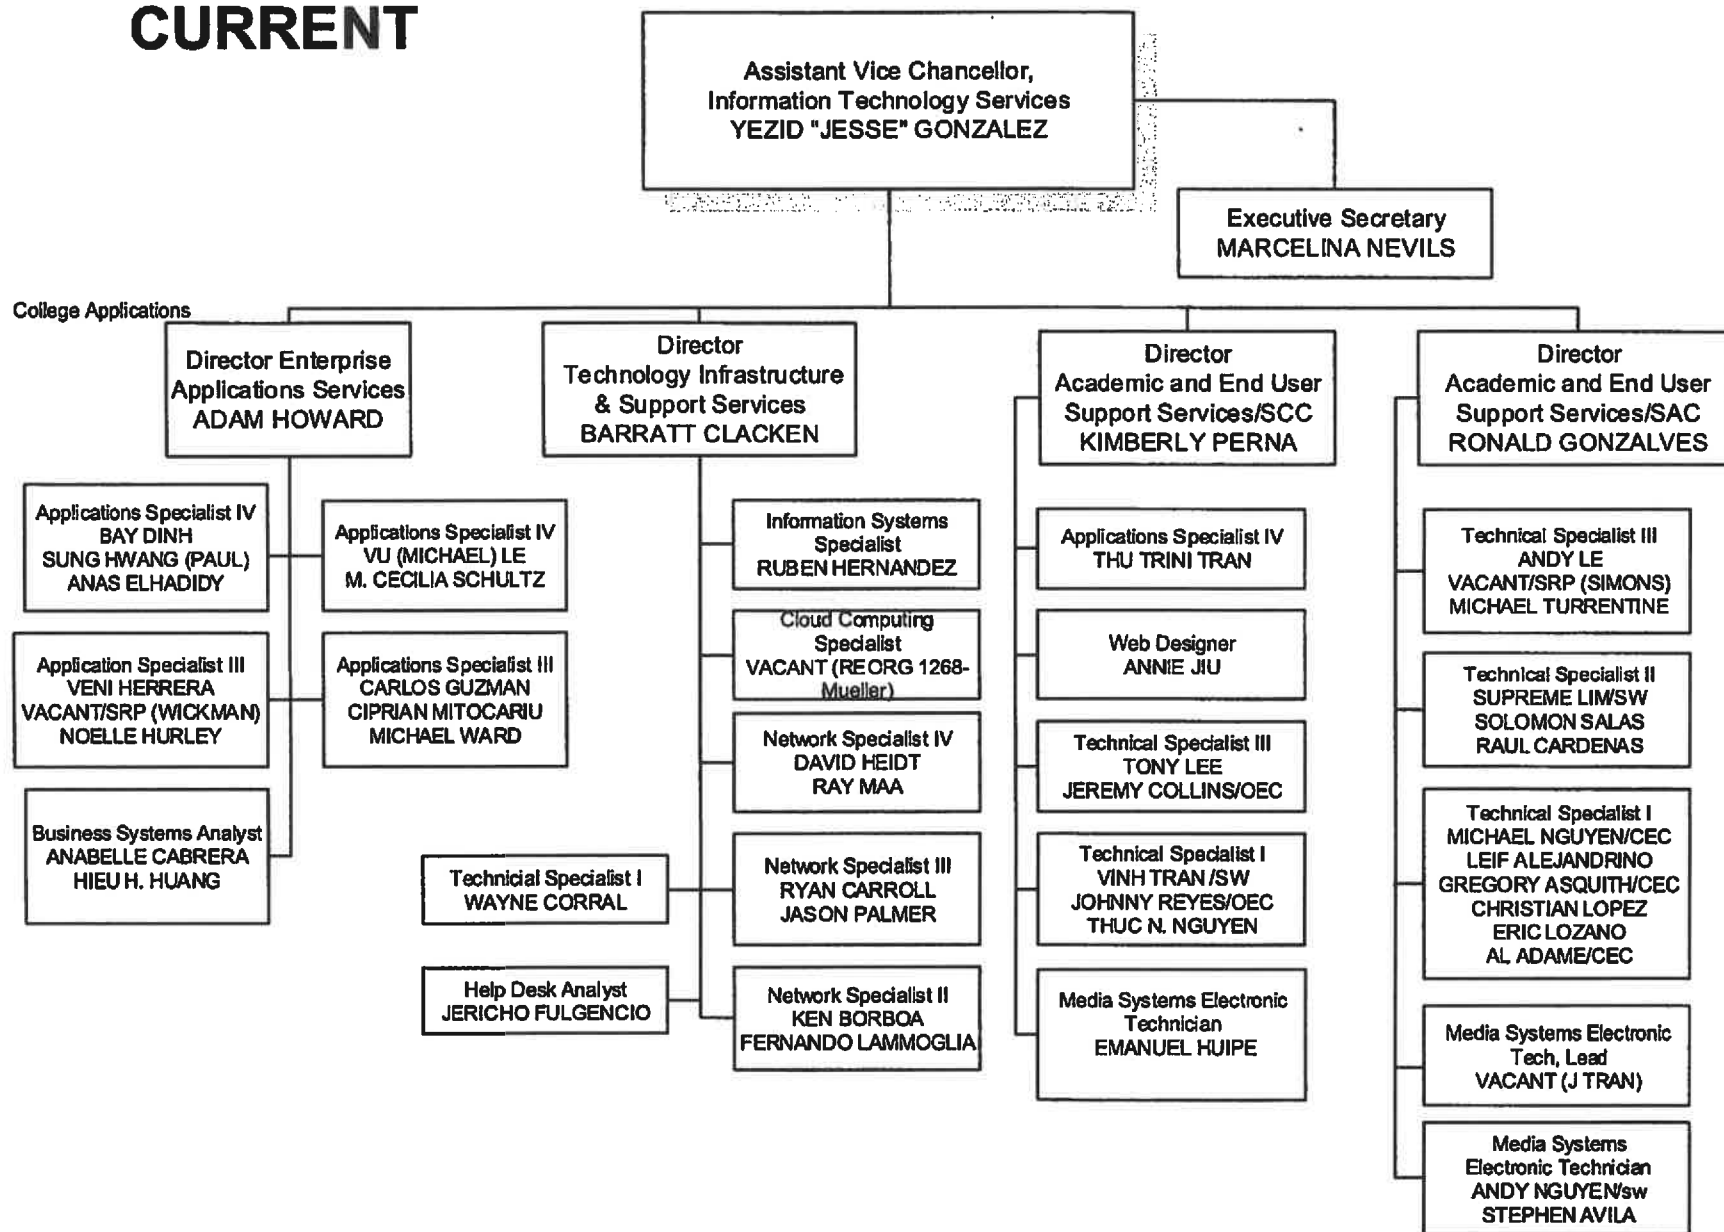 CURRENT
Assistant Vice Chancellor,
Information Technology Services
YEZID "JESSE" GONZALEZ
Executive Secretary
MARCELINA NEVILS
College Applications
Director Enterprise
Applications Services
ADAM HOWARD
Director
Technology Infrastructure
& Support Services
BARRATT CLACKEN
Director
Academic and End User
Support Services/SCC
KIMBERLY PERNA
Director
Academic and End User
Support Services/SAC
RONALD GONZALVES
Applications Specialist IV
BAY DINH
SUNG HWANG (PAUL)
ANAS ELHADIDY
Applications Specialist IV
VU (MICHAEL) LE
M. CECILIA SCHULTZ
Application Specialist III
VENI HERRERA
VACANT/SRP (WICKMAN)
NOELLE HURLEY
Applications Specialist III
CARLOS GUZMAN
CIPRIAN MITOCARIU
MICHAEL WARD
Business Systems Analyst
ANABELLE CABRERA
HIEU H. HUANG
Information Systems
Specialist
RUBEN HERNANDEZ
Cloud Computing
Specialist
VACANT (REORG 1268-
Mueller)
Network Specialist IV
DAVID HEIDT
RAY MAA
Technicial Specialist I
WAYNE CORRAL
Network Specialist III
RYAN CARROLL
JASON PALMER
Help Desk Analyst
JERICHO FULGENCIO
Network Specialist II
KEN BORBOA
FERNANDO LAMMOGLIA
Applications Specialist IV
THU TRINI TRAN
Web Designer
ANNIE JIU
Technical Specialist III
TONY LEE
JEREMY COLLINS/OEC
Technical Specialist I
VINH TRAN /SW
JOHNNY REYES/OEC
THUC N. NGUYEN
Media Systems Electronic
Technician
EMANUEL HUIPE
Technical Specialist III
ANDY LE
VACANT/SRP (SIMONS)
MICHAEL TURRENTINE
Technical Specialist II
SUPREME LIM/SW
SOLOMON SALAS
RAUL CARDENAS
Technical Specialist I
MICHAEL NGUYEN/CEC
LEIF ALEJANDRINO
GREGORY ASQUITH/CEC
CHRISTIAN LOPEZ
ERIC LOZANO
AL ADAME/CEC
Media Systems Electronic
Tech, Lead
VACANT (J TRAN)
Media Systems
Electronic Technician
ANDY NGUYEN/sw
STEPHEN AVILA